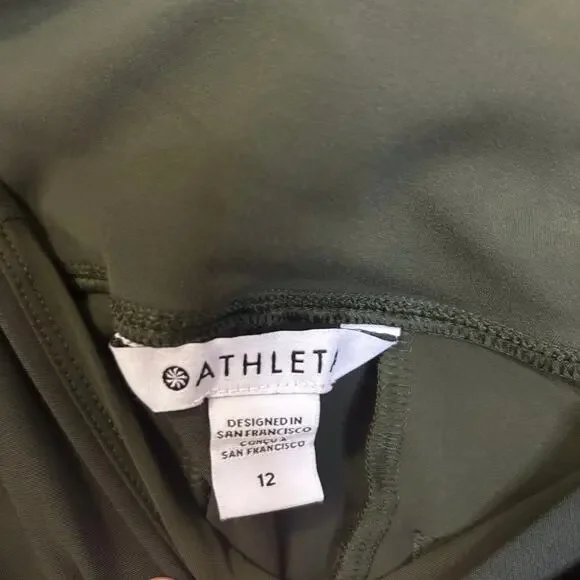 ATHLETA
DESIGNED IN
SAN FRANCISCO
CONÇU À
SAN FRANCISCO
12